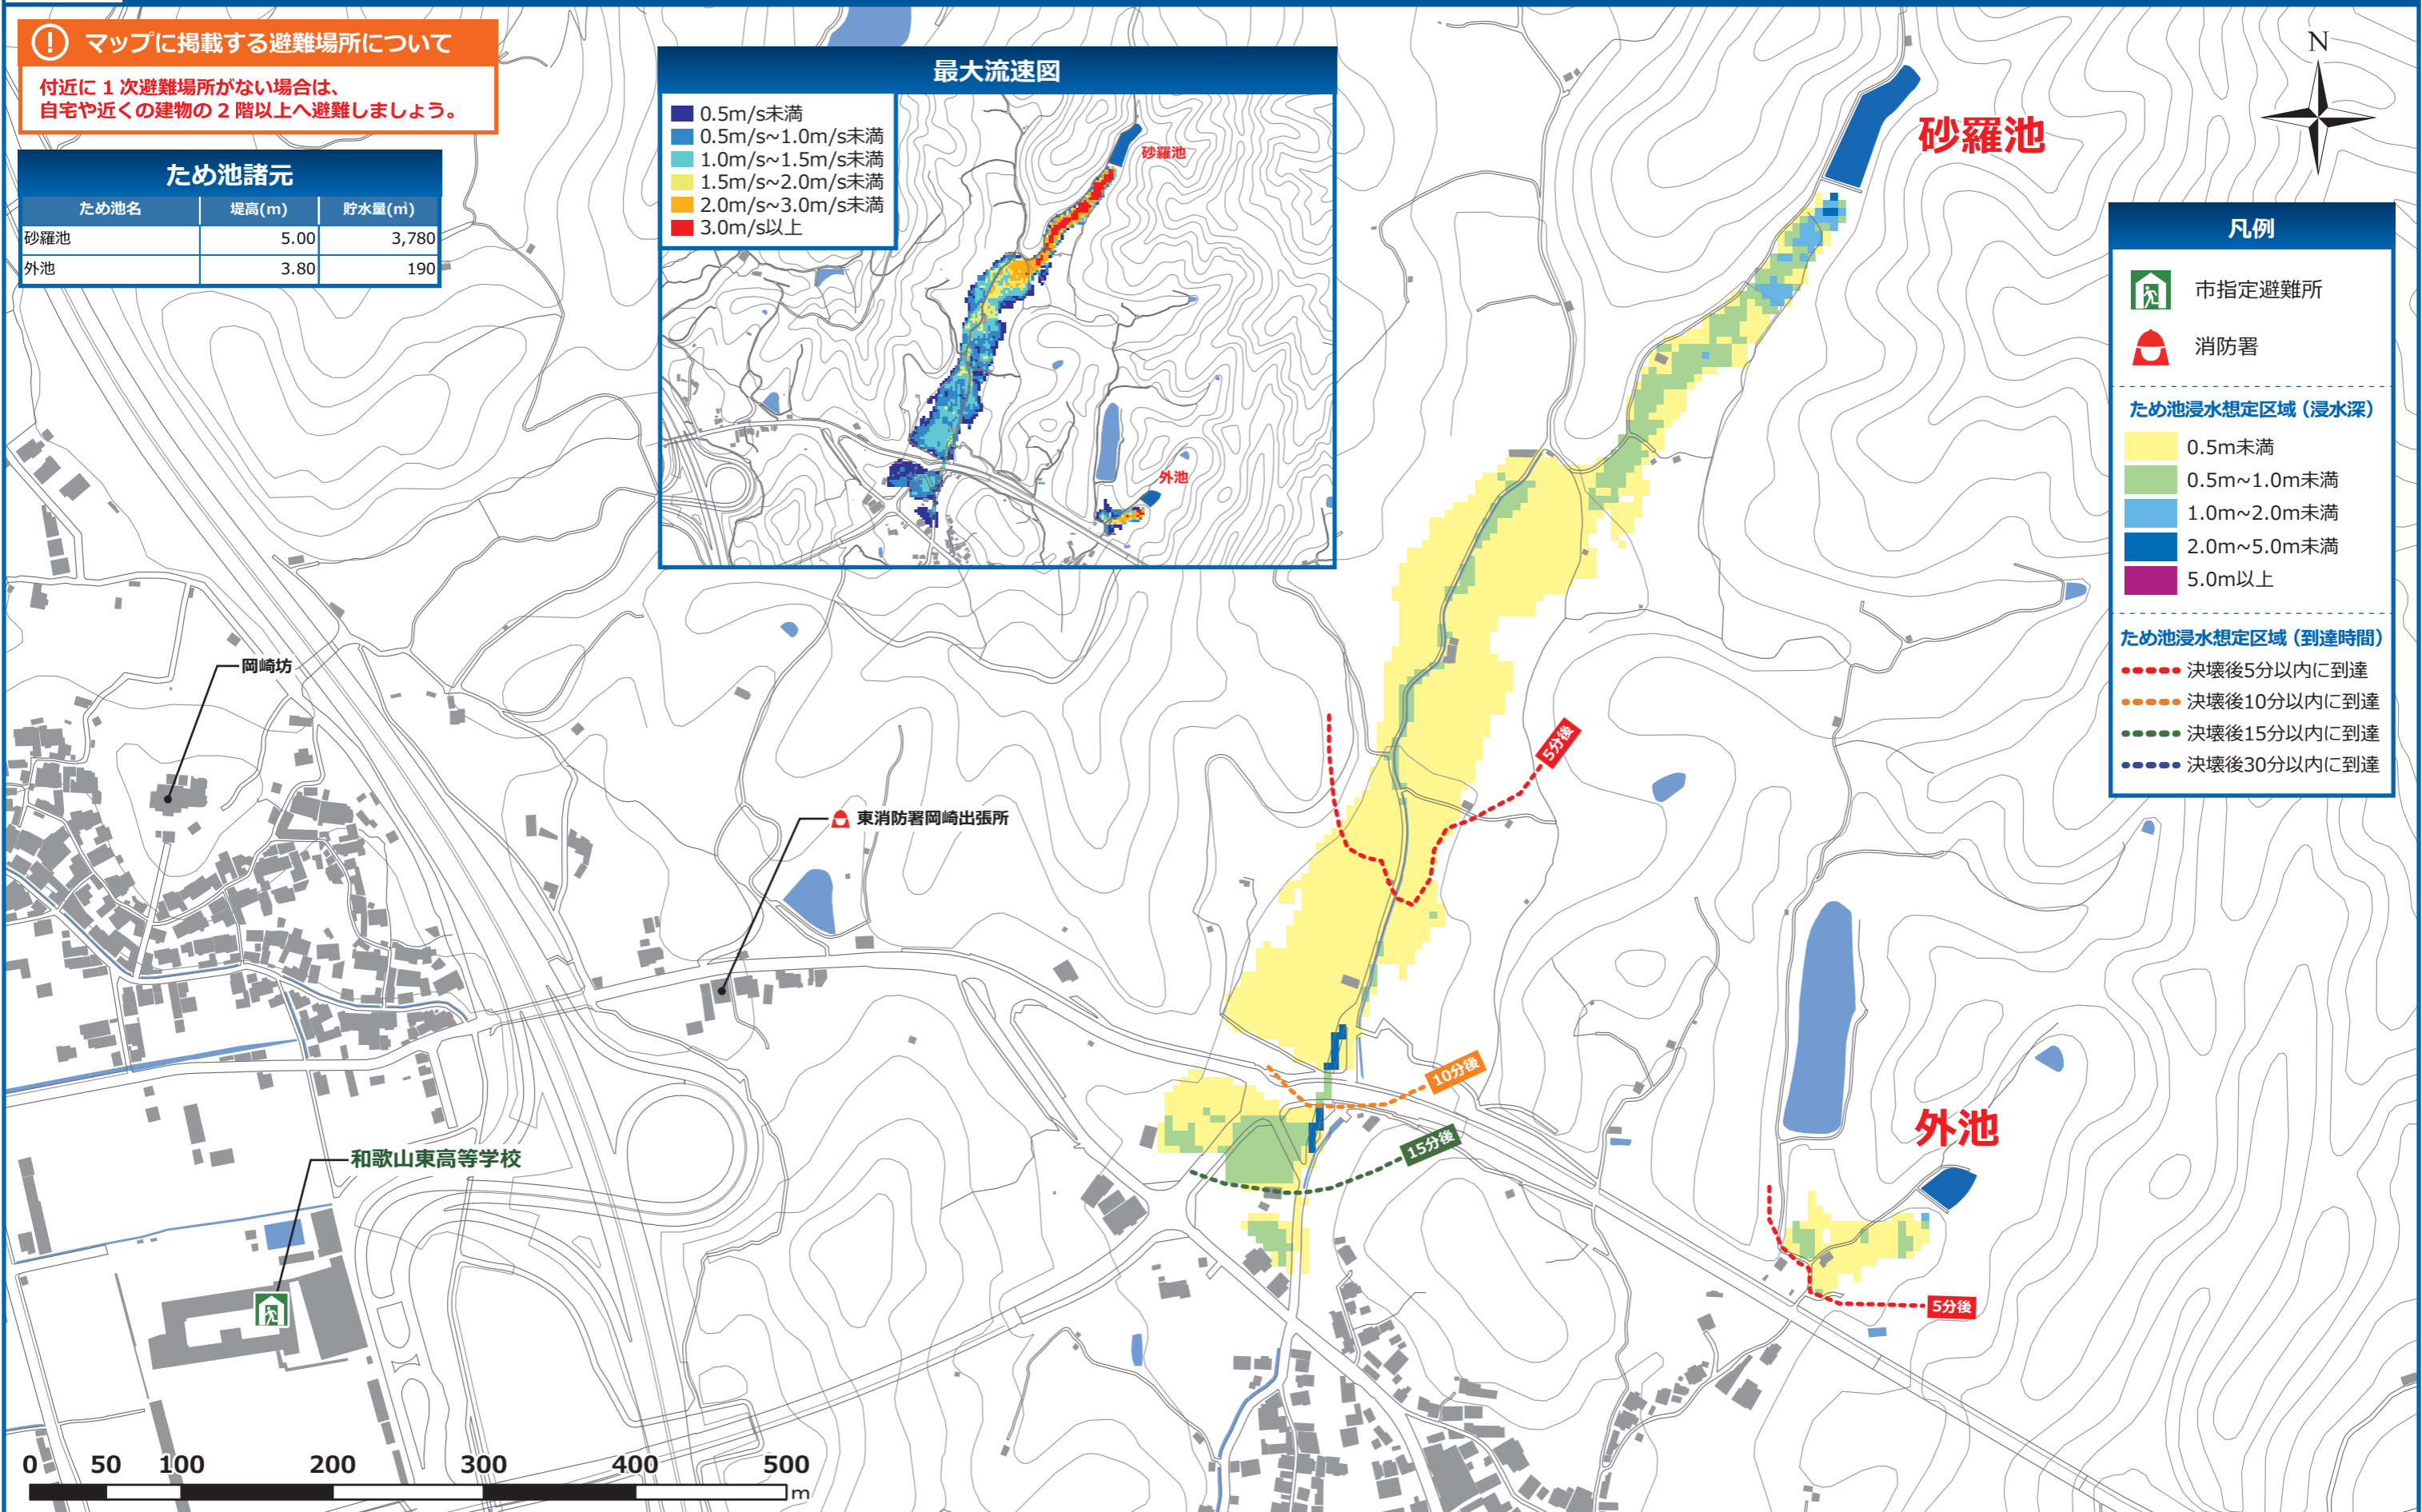 マップに掲載する避難場所について
付近に 1 次避難場所がない場合は、
自宅や近くの建物の 2 階以上へ避難しましょう。
ため池諸元
ため池名 堤高(m) 貯水量(㎥)
砂羅池 5.00 3,780
外池 3.80 190
最大流速図
0.5m/s未満
0.5m/s~1.0m/s未満
1.0m/s~1.5m/s未満
1.5m/s~2.0m/s未満
2.0m/s~3.0m/s未満
3.0m/s以上
砂羅池
外池
N
砂羅池
凡例
市指定避難所
消防署
ため池浸水想定区域（浸水深）
0.5m未満
0.5m~1.0m未満
1.0m~2.0m未満
2.0m~5.0m未満
5.0m以上
ため池浸水想定区域（到達時間）
決壊後5分以内に到達
決壊後10分以内に到達
決壊後15分以内に到達
決壊後30分以内に到達
岡崎坊
5分後
東消防署岡崎出張所
10分後
外池
15分後
和歌山東高等学校
5分後
0 50 100 200 300 400 500
m